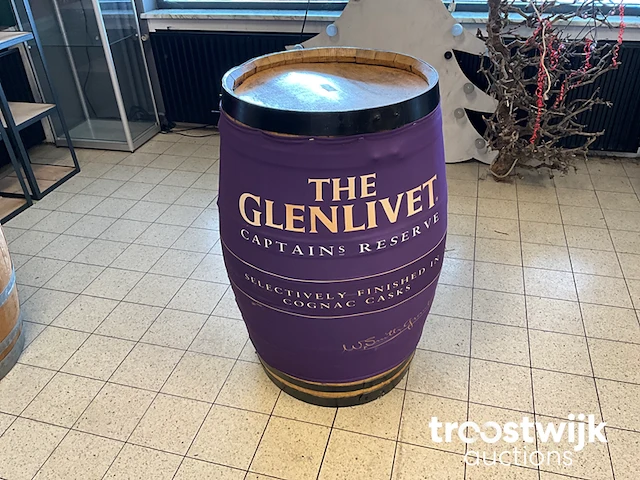 THE
GLENLIVET
CAPTAINS RESERVE
SELECTIVELY FINISHED IN
COGNAC CASKS
troostwijk
auctions